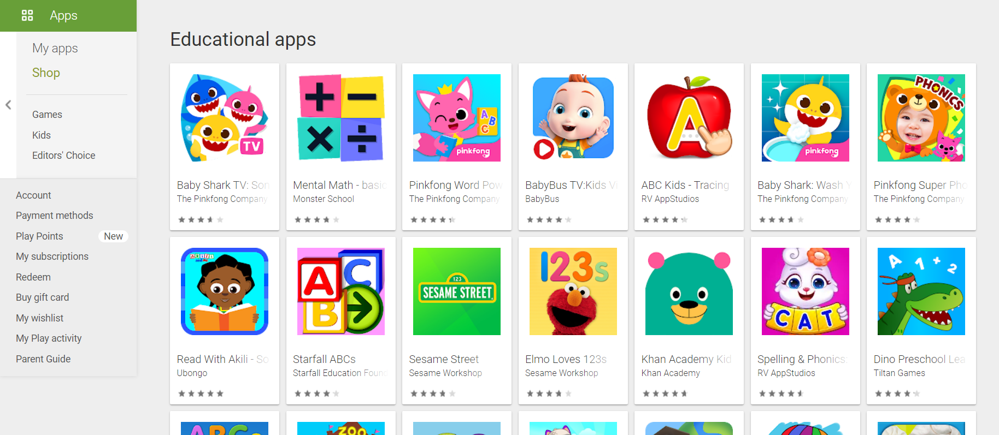 Apps
My apps
Shop
Games
Kids
Editors' Choice
Account
Payment methods
Play Points New
My subscriptions
Redeem
Buy gift card
My wishlist
My Play activity
Parent Guide
Educational apps
TV
A B C
pinkfong
A
pinkfong
PHONICS
Baby Shark TV: Son
The Pinkfong Company
Mental Math - basic
Monster School
Pinkfong Word Pow
The Pinkfong Company
BabyBus TV:Kids Vi
BabyBus
ABC Kids - Tracing
RV AppStudios
Baby Shark: Wash Y
The Pinkfong Company
Pinkfong Super Pho
The Pinkfong Company
akili
and me
A C
B
123
SESAME STREET
123s
CAT
A 1 + 2
Read With Akili - So
Ubongo
Starfall ABCs
Starfall Education Foun
Sesame Street
Sesame Workshop
Elmo Loves 123s
Sesame Workshop
Khan Academy Kid
Khan Academy
Spelling & Phonics:
RV AppStudios
Dino Preschool Lea
Tiltan Games
ABC
ZOO